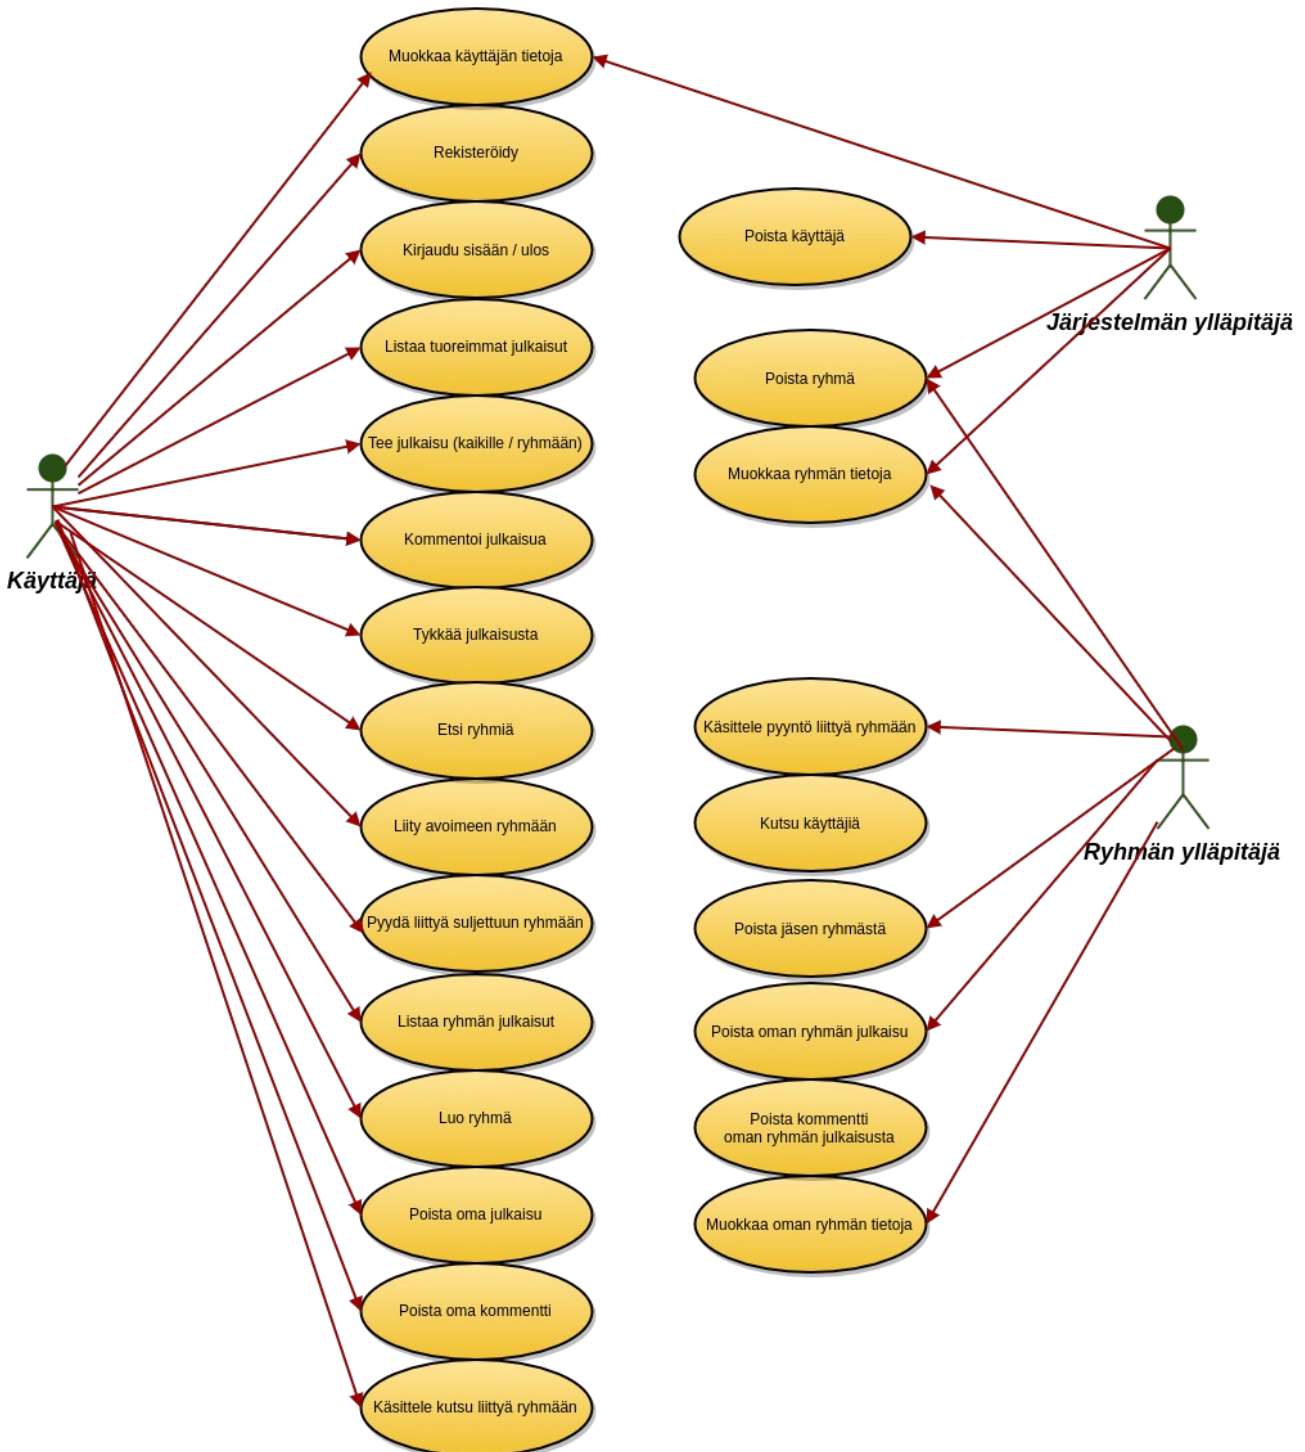 Muokkaa käyttäjän tietoja
Rekisteröidy
Kirjaudu sisään / ulos
Listaa tuoreimmat julkaisut
Tee julkaisu (kaikille / ryhmään)
Käyttäjä
Kommentoi julkaisua
Tykkää julkaisusta
Etsi ryhmiä
Liity avoimeen ryhmään
Pyydä liittyä suljettuun ryhmään
Listaa ryhmän julkaisut
Luo ryhmä
Poista oma julkaisu
Poista oma kommentti
Käsittele kutsu liittyä ryhmään
Poista käyttäjä
Järjestelmän ylläpitäjä
Poista ryhmä
Muokkaa ryhmän tietoja
Käsittele pyyntö liittyä ryhmään
Kutsu käyttäjiä
Ryhmän ylläpitäjä
Poista jäsen ryhmästä
Poista oman ryhmän julkaisu
Poista kommentti
oman ryhmän julkaisusta
Muokkaa oman ryhmän tietoja